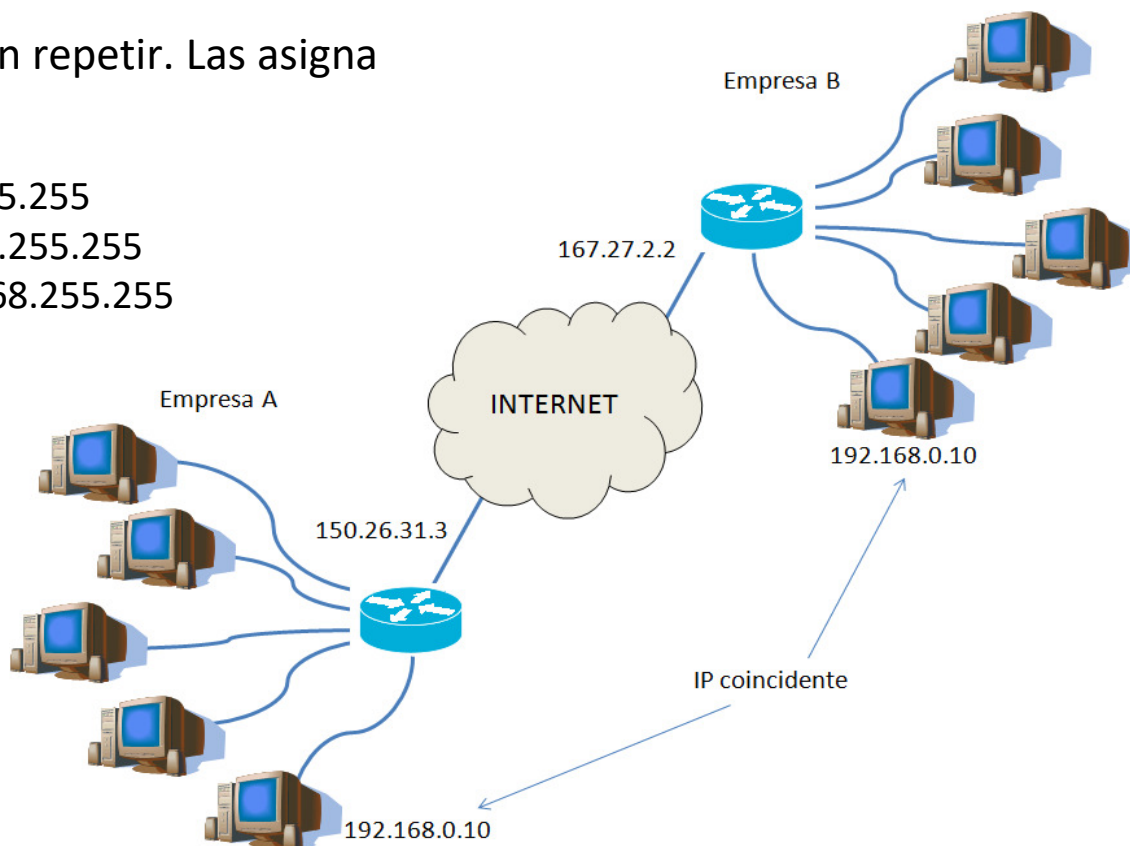 n repetir. Las asigna
5.255
.255.255
68.255.255
Empresa B
167.27.2.2
INTERNET
192.168.0.10
Empresa A
150.26.31.3
IP coincidente
192.168.0.10